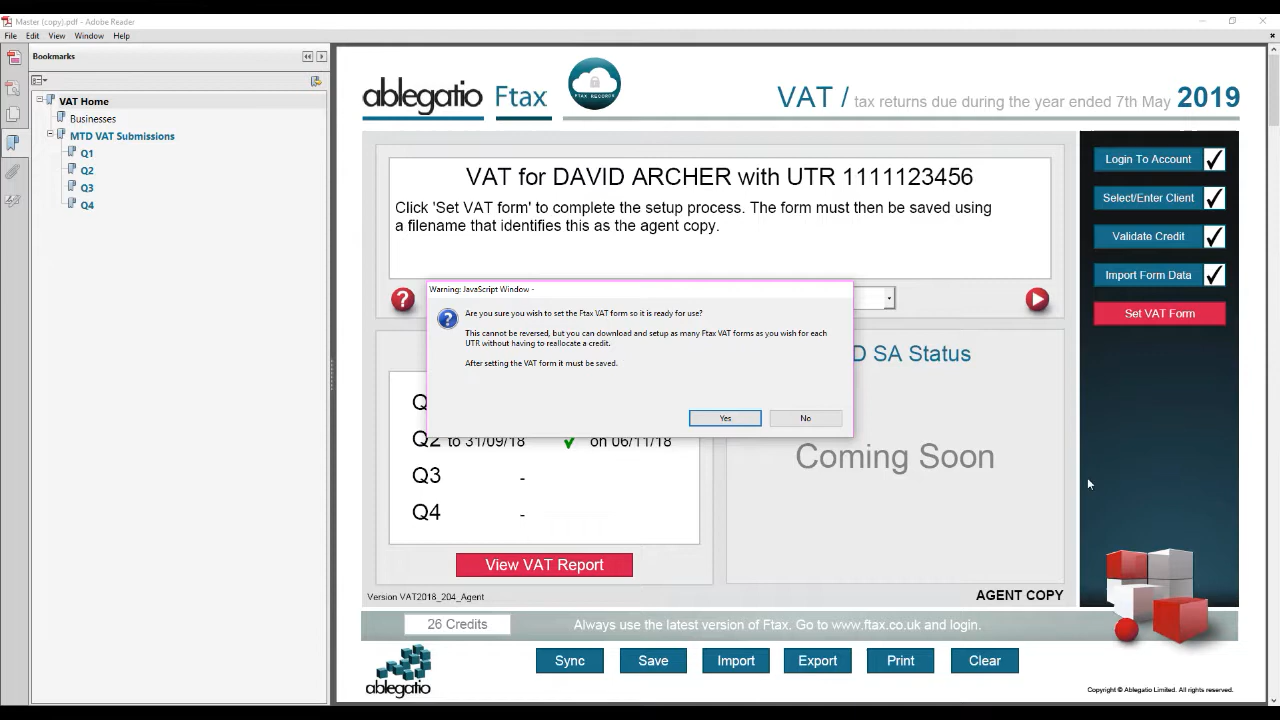 Master (copy).pdf - Adobe Reader
File Edit View Window Help
Bookmarks
VAT Home
Businesses
MTD VAT Submissions
Q1
Q2
Q3
Q4
ablegatio Ftax
FTAX RECORDS
VAT / tax returns due during the year ended 7th May 2019
VAT for DAVID ARCHER with UTR 1111123456
Click 'Set VAT form' to complete the setup process. The form must then be saved using
a filename that identifies this as the agent copy.
Login To Account
Select/Enter Client
Validate Credit
Import Form Data
Set VAT Form
Warning: JavaScript Window -
Are you sure you wish to set the Ftax VAT form so it is ready for use?
This cannot be reversed, but you can download and setup as many Ftax VAT forms as you wish for each
UTR without having to reallocate a credit.
After setting the VAT form it must be saved.
Yes No
D SA Status
Coming Soon
Q
Q2 to 31/09/18 on 06/11/18
Q3 -
Q4 -
View VAT Report
Version VAT2018_204_Agent
AGENT COPY
26 Credits
Always use the latest version of Ftax. Go to www.ftax.co.uk and login.
ablegatio
Sync Save Import Export Print Clear
Copyright © Ablegatio Limited. All rights reserved.